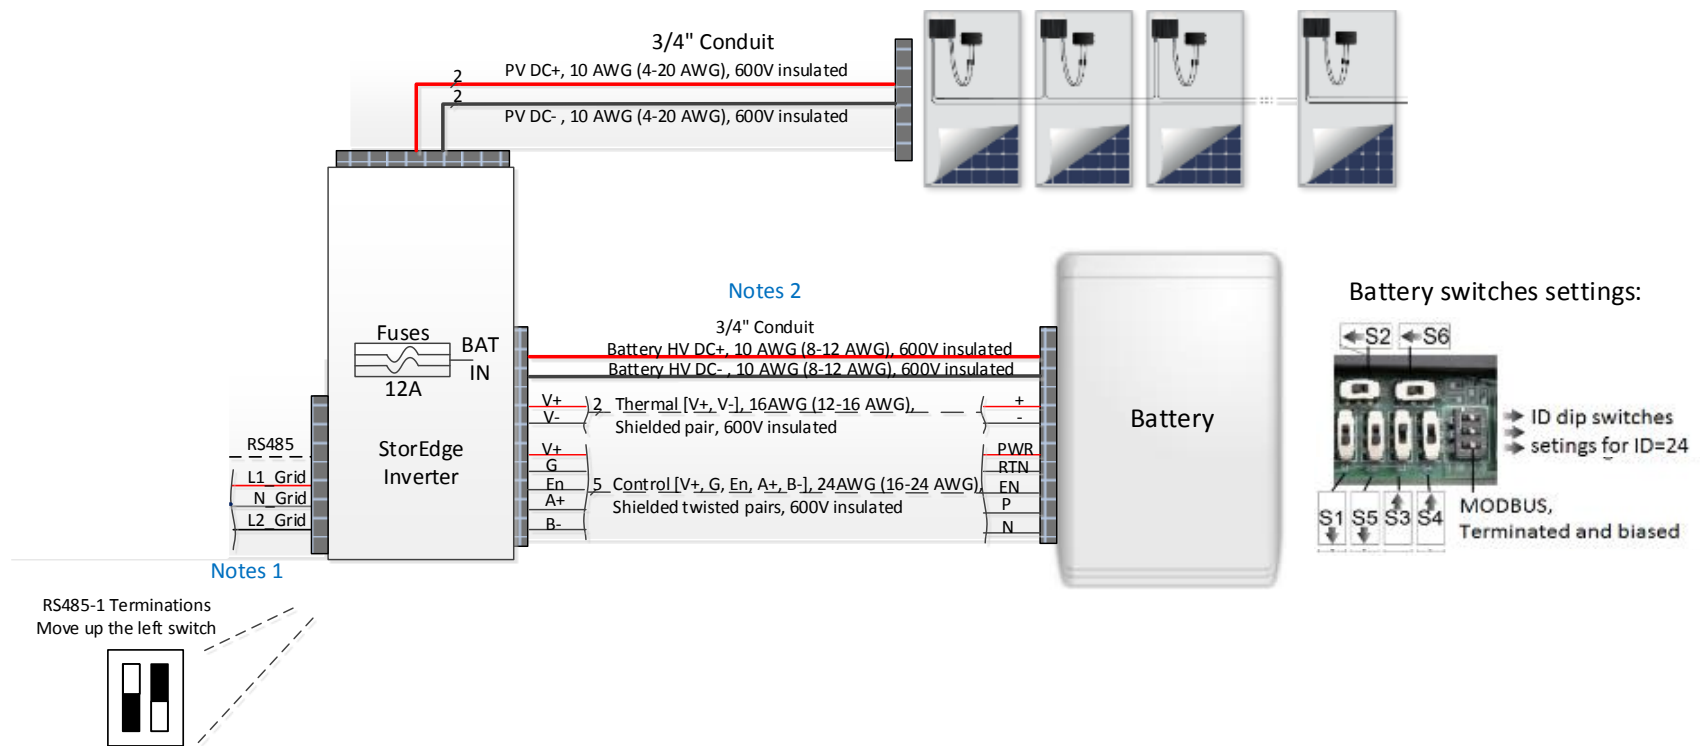 3/4" Conduit
2
PV DC+, 10 AWG (4-20 AWG), 600V insulated
2
PV DC- , 10 AWG (4-20 AWG), 600V insulated
Notes 2
Battery switches settings:
3/4" Conduit
Battery HV DC+, 10 AWG (8-12 AWG), 600V insulated
Battery HV DC- , 10 AWG (8-12 AWG), 600V insulated
Fuses
12A
BAT
IN
StorEdge
Inverter
V+
V-
2
Thermal [V+, V-], 16AWG (12-16 AWG),
Shielded pair, 600V insulated
+
-
V+
G
En
A+
B-
5
Control [V+, G, En, A+, B-], 24AWG (16-24 AWG),
Shielded twisted pairs, 600V insulated
PWR
RTN
EN
P
N
Battery
S2
S6
ID dip switches
setings for ID=24
S1
S5
S3
S4
MODBUS,
Terminated and biased
RS485
L1_Grid
N_Grid
L2_Grid
Notes 1
RS485-1 Terminations
Move up the left switch